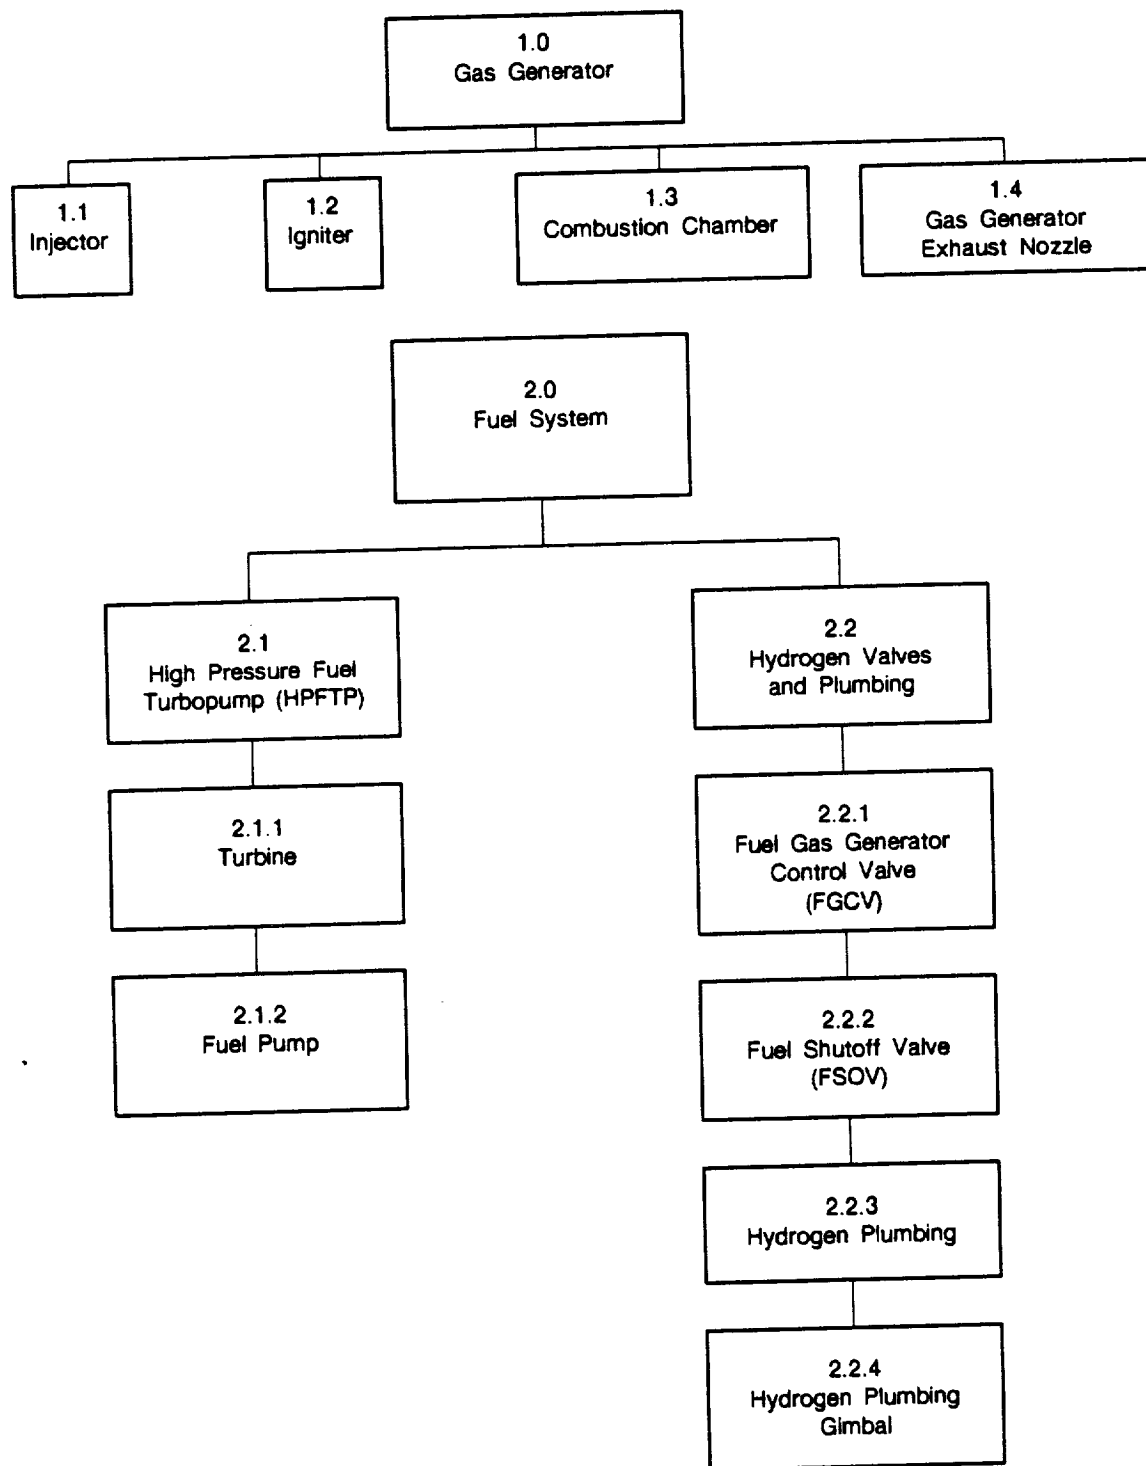 1.0
Gas Generator
1.1
Injector
1.2
Igniter
1.3
Combustion Chamber
1.4
Gas Generator
Exhaust Nozzle
2.0
Fuel System
2.1
High Pressure Fuel
Turbopump (HPFTP)
2.2
Hydrogen Valves
and Plumbing
2.1.1
Turbine
2.2.1
Fuel Gas Generator
Control Valve
(FGCV)
2.1.2
Fuel Pump
2.2.2
Fuel Shutoff Valve
(FSOV)
2.2.3
Hydrogen Plumbing
2.2.4
Hydrogen Plumbing
Gimbal